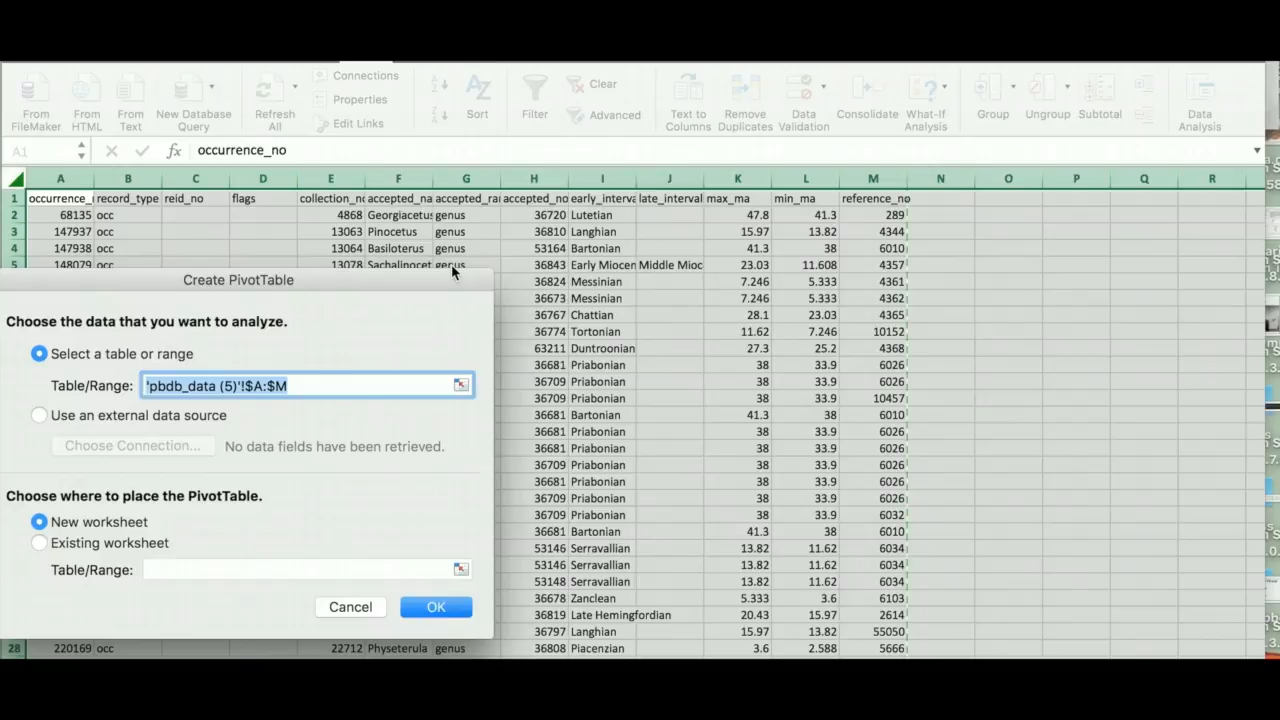 Connections
Properties
Edit Links
From FileMaker
From HTML
From Text
New Database Query
Refresh All
Sort
Filter
Clear
Advanced
Text to Columns
Remove Duplicates
Data Validation
Consolidate
What-If Analysis
Group
Ungroup
Subtotal
Data Analysis
A1 fx occurrence_no
A B C D E F G H I J K L M N O P Q R
1 occurrence_ record_type reid_no flags collection_no accepted_na accepted_ran accepted_no early_interva late_interval max_ma min_ma reference_no
2 68135 occ 4868 Georgiacetus genus 36720 Lutetian 47.8 41.3 289
3 147937 occ 13063 Pinocetus genus 36810 Langhian 15.97 13.82 4344
4 147938 occ 13064 Basiloterus genus 53164 Bartonian 41.3 38 6010
5 148079 occ 13078 Sachalinocet genus 36843 Early Miocen Middle Mioc 23.03 11.608 4357
36824 Messinian 7.246 5.333 4361
36673 Messinian 7.246 5.333 4362
36767 Chattian 28.1 23.03 4365
36774 Tortonian 11.62 7.246 10152
63211 Duntroonian 27.3 25.2 4368
36681 Priabonian 38 33.9 6026
36709 Priabonian 38 33.9 6026
36709 Priabonian 38 33.9 10457
36681 Bartonian 41.3 38 6010
36681 Priabonian 38 33.9 6026
36681 Priabonian 38 33.9 6026
36709 Priabonian 38 33.9 6026
36681 Priabonian 38 33.9 6026
36709 Priabonian 38 33.9 6026
36709 Priabonian 38 33.9 6032
36681 Bartonian 41.3 38 6010
53146 Serravallian 13.82 11.62 6034
53146 Serravallian 13.82 11.62 6034
53148 Serravallian 13.82 11.62 6034
36678 Zanclean 5.333 3.6 6103
36819 Late Hemingfordian 20.43 15.97 2614
36797 Langhian 15.97 13.82 55050
28 220169 occ 22712 Physeterula genus 36808 Piacenzian 3.6 2.588 5666
Create PivotTable
Choose the data that you want to analyze.
Select a table or range
Table/Range: 'pbdb_data (5)'!$A:$M
Use an external data source
Choose Connection... No data fields have been retrieved.
Choose where to place the PivotTable.
New worksheet
Existing worksheet
Table/Range:
Cancel OK